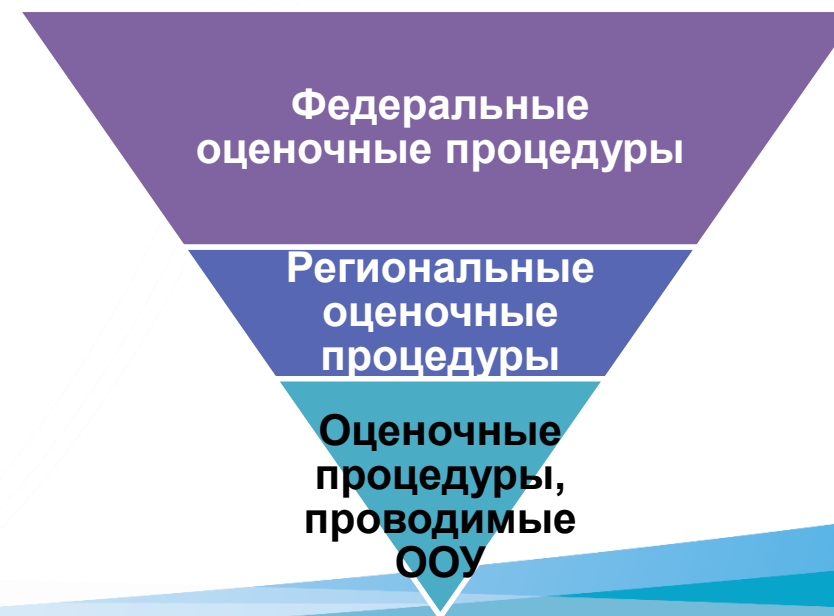 Федеральные
оценочные процедуры
Региональные
оценочные
процедуры
Оценочные
процедуры,
проводимые
ООУ